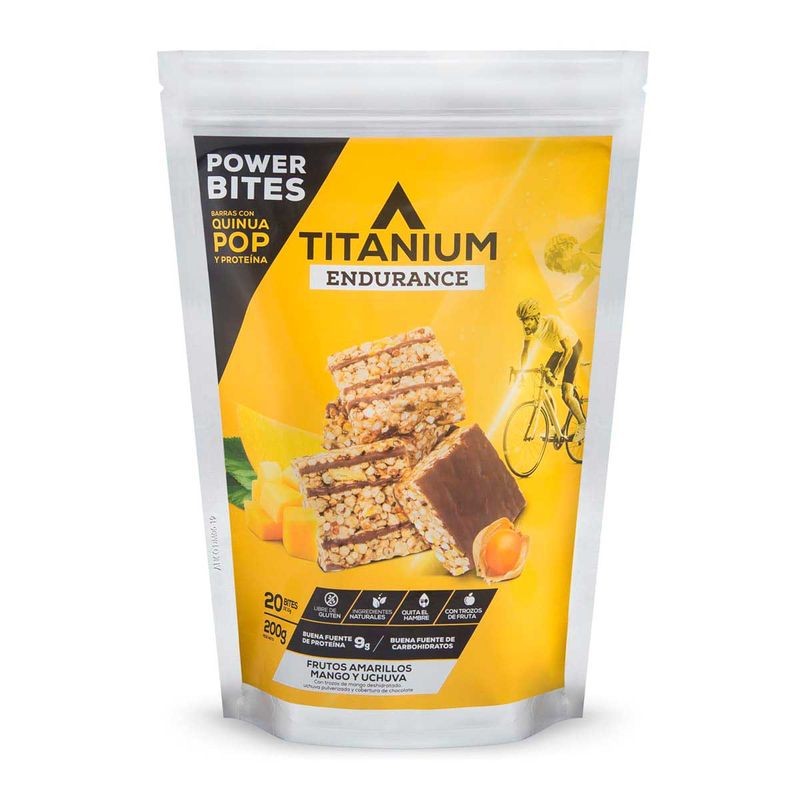 POWER
BITES
BARRAS CON
QUINUA
POP
Y PROTEÍNA
TITANIUM
ENDURANCE
20 BITES
200g
LIBRE DE
GLUTEN
INGREDIENTES
NATURALES
QUITA EL
HAMBRE
CON TROZOS
DE FRUTA
BUENA FUENTE
DE PROTEÍNA 9g
BUENA FUENTE DE
CARBOHIDRATOS
FRUTOS AMARILLOS
MANGO Y UCHUVA
Con trozos de mango deshidratado,
uchuva pulverizada y cobertura de chocolate